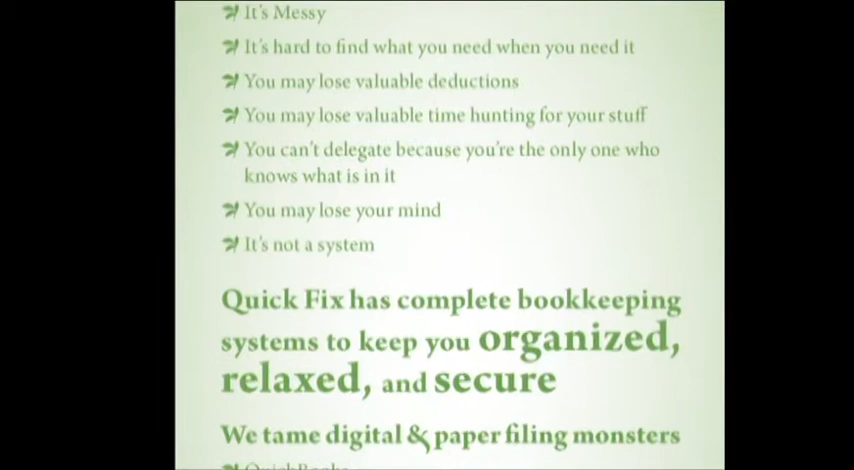 It's Messy
It's hard to find what you need when you need it
You may lose valuable deductions
You may lose valuable time hunting for your stuff
You can't delegate because you're the only one who
knows what is in it
You may lose your mind
It's not a system
Quick Fix has complete bookkeeping
systems to keep you organized,
relaxed, and secure
We tame digital & paper filing monsters